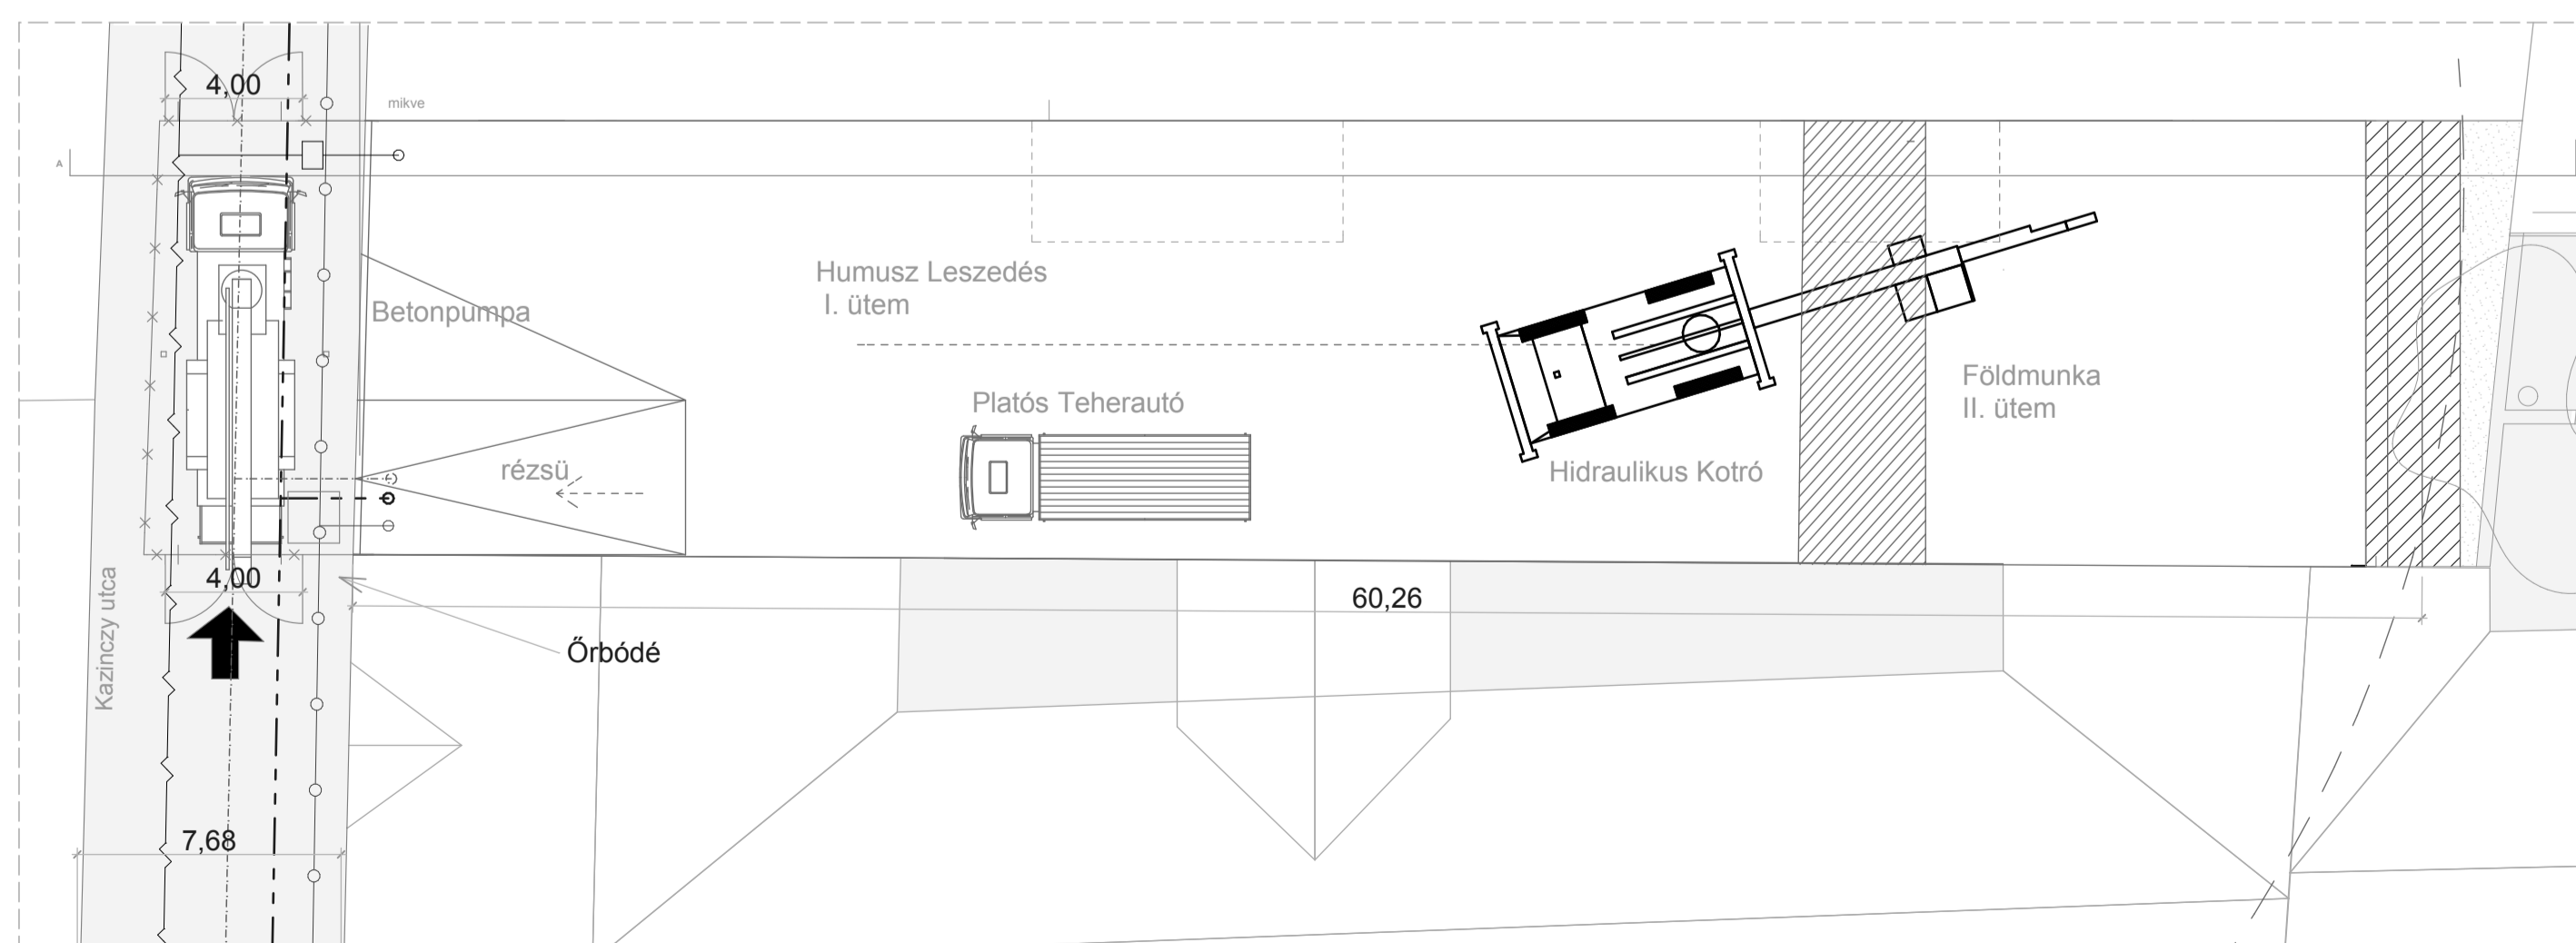 4,00
mikve
A
Humusz Leszedés
I. ütem
Betonpumpa
Földmunka
II. ütem
Platós Teherautó
rézsü
Hidraulikus Kotró
4,00
Kazinczy utca
60,26
Őrbódé
7,68